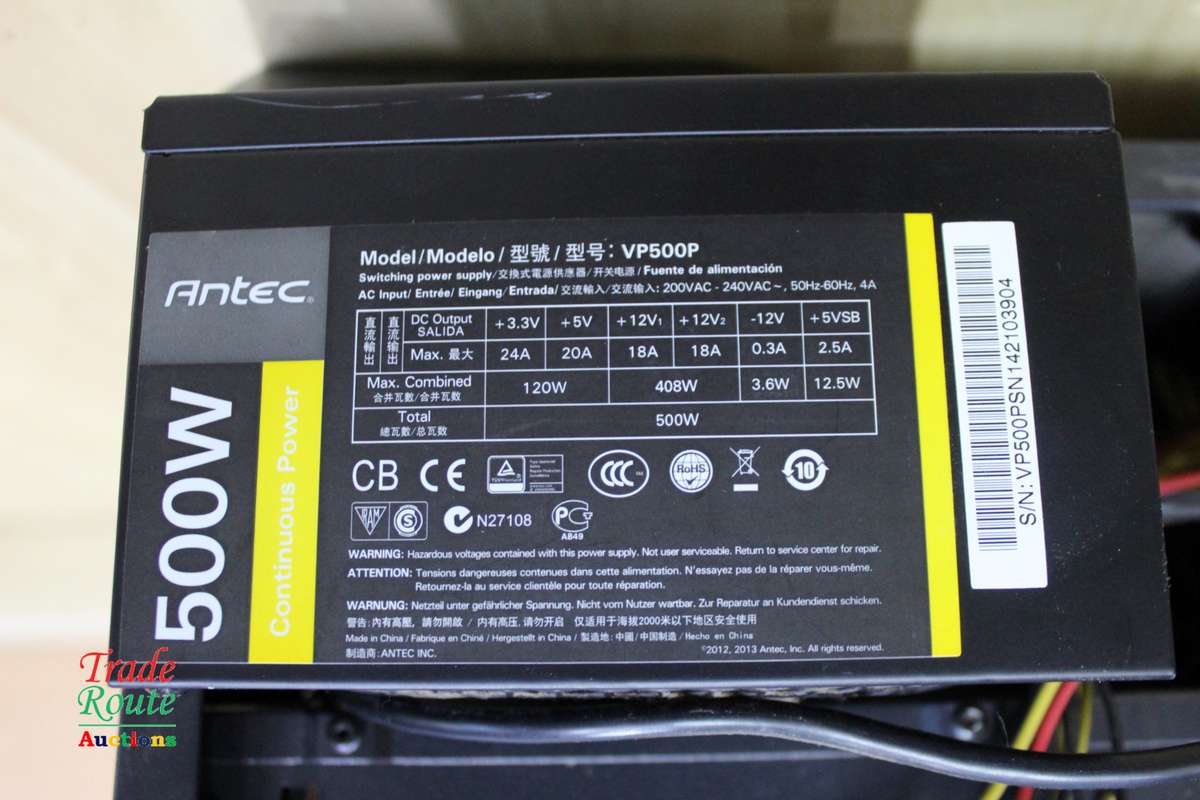 Antec
500W
Continuous Power
Model/Modelo/型號/型号: VP500P
Switching power supply/交換式電源供應器/开关电源/Fuente de alimentación
AC Input/ Entrée/ Eingang/ Entrada/交流輸入/交流输入: 200VAC - 240VAC ~, 50Hz-60Hz, 4A
直流輸出 直流输出 DC Output SALIDA +3.3V +5V +12V₁ +12V₂ -12V +5VSB
Max. 最大 24A 20A 18A 18A 0.3A 2.5A
Max. Combined 合并瓦數/合并瓦数 120W 408W 3.6W 12.5W
Total 總瓦數/总瓦数 500W
CB CE CCC RoHS 10
BAM S N27108 PG
AB49
WARNING: Hazardous voltages contained with this power supply. Not user serviceable. Return to service center for repair.
ATTENTION: Tensions dangereuses contenues dans cette alimentation. N'essayez pas de la réparer vous-même.
Retournez-la au service clientèle pour toute réparation.
WARNUNG: Netzteil unter gefährlicher Spannung. Nicht vom Nutzer wartbar. Zur Reparatur an Kundendienst schicken.
警告: 內有高壓, 請勿開啟 / 内有高压, 请勿开启 仅适用于海拔2000米以下地区安全使用
Made in China / Fabriqué en Chine / Hergestellt in China / 製造地: 中國/中国制造/Hecho en China
制造商: ANTEC INC.
©2012, 2013 Antec, Inc. All rights reserved.
S/N: VP500PSN142103904
Trade
Route
Auctions